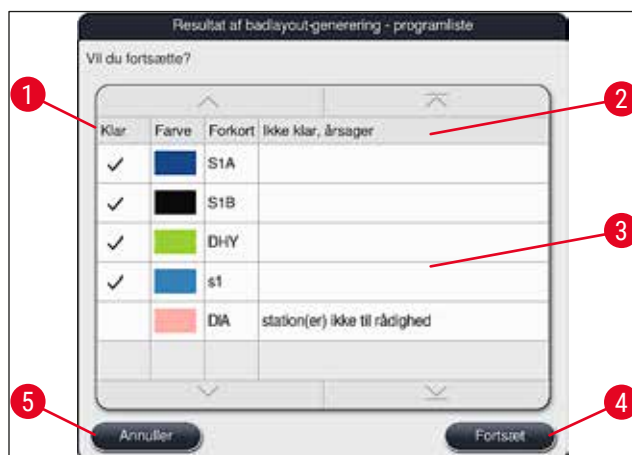 Resultat af badlayout-generering - programliste
Vil du fortsætte?
1
2
Klar Farve Forkort Ikke klar, årsager
S1A
S1B
DHY
3
s1
DIA station(er) ikke til rådighed
5
4
Annuller Fortsæt